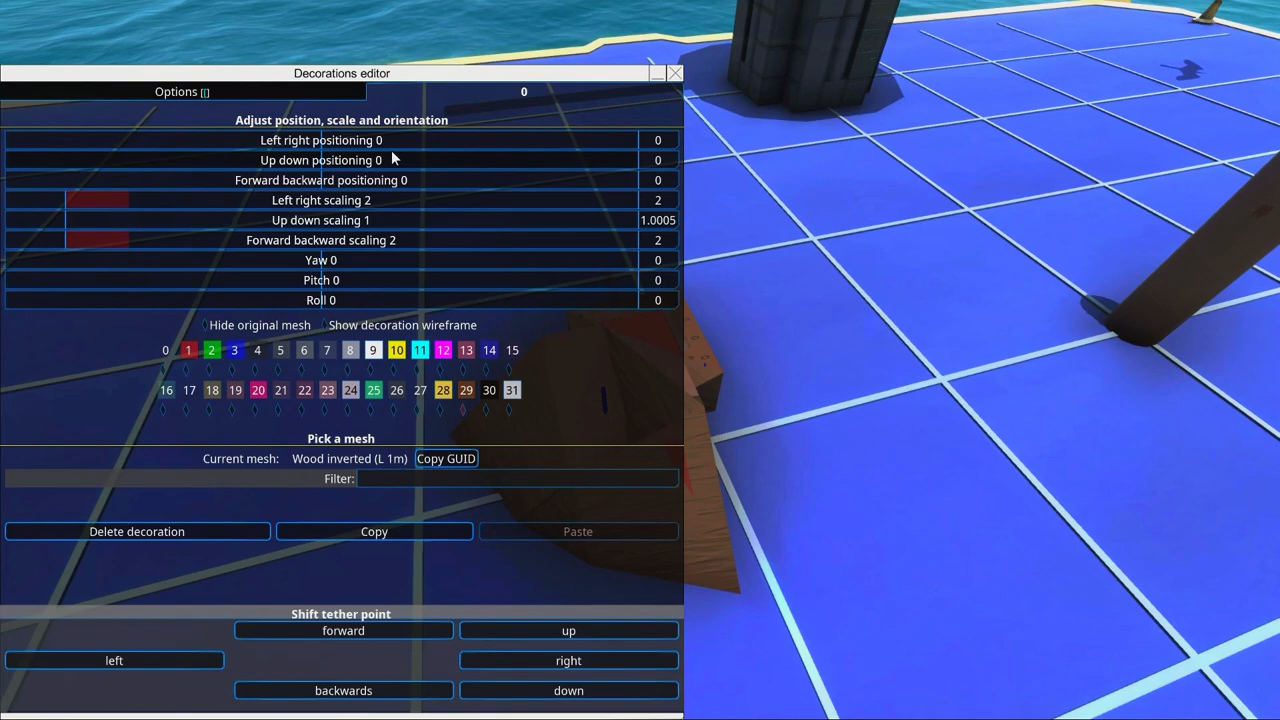 Decorations editor
Options [[] 0
Adjust position, scale and orientation
Left right positioning 0 0
Up down positioning 0 0
Forward backward positioning 0 0
Left right scaling 2 2
Up down scaling 1 1.0005
Forward backward scaling 2 2
Yaw 0 0
Pitch 0 0
Roll 0 0
Hide original mesh Show decoration wireframe
0 1 2 3 4 5 6 7 8 9 10 11 12 13 14 15
16 17 18 19 20 21 22 23 24 25 26 27 28 29 30 31
Pick a mesh
Current mesh: Wood inverted (L 1m) Copy GUID
Filter:
Delete decoration Copy Paste
Shift tether point
forward up
left right
backwards down